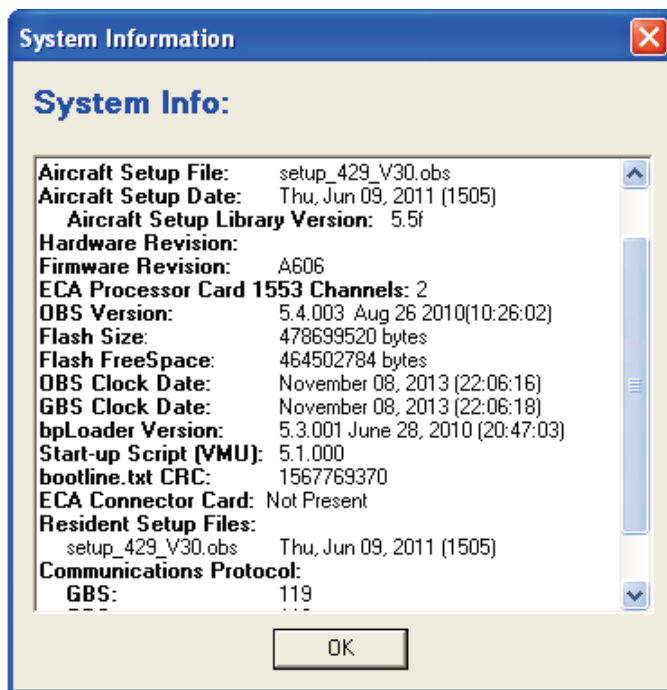 System Information
System Info:
Aircraft Setup File: setup_429_V30.obs
Aircraft Setup Date: Thu, Jun 09, 2011 (1505)
Aircraft Setup Library Version: 5.5f
Hardware Revision:
Firmware Revision: A606
ECA Processor Card 1553 Channels: 2
OBS Version: 5.4.003 Aug 26 2010(10:26:02)
Flash Size: 478699520 bytes
Flash FreeSpace: 464502784 bytes
OBS Clock Date: November 08, 2013 (22:06:16)
GBS Clock Date: November 08, 2013 (22:06:18)
bpLoader Version: 5.3.001 June 28, 2010 (20:47:03)
Start-up Script (VMU): 5.1.000
bootline.txt CRC: 1567769370
ECA Connector Card: Not Present
Resident Setup Files:
setup_429_V30.obs Thu, Jun 09, 2011 (1505)
Communications Protocol:
GBS: 119
OK